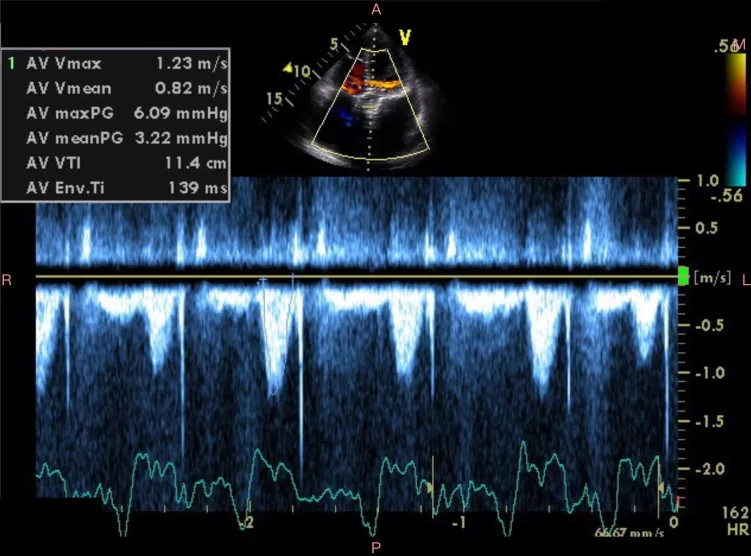 A
V
5
10
15
.56
M
-.56
1 AV Vmax 1.23 m/s
AV Vmean 0.82 m/s
AV maxPG 6.09 mmHg
AV meanPG 3.22 mmHg
AV VTI 11.4 cm
AV Env.Ti 139 ms
1.0
0.5
R
[m/s]
L
-0.5
-1.0
-1.5
-2.0
-2
-1
0
162
HR
66.67 mm/s
P